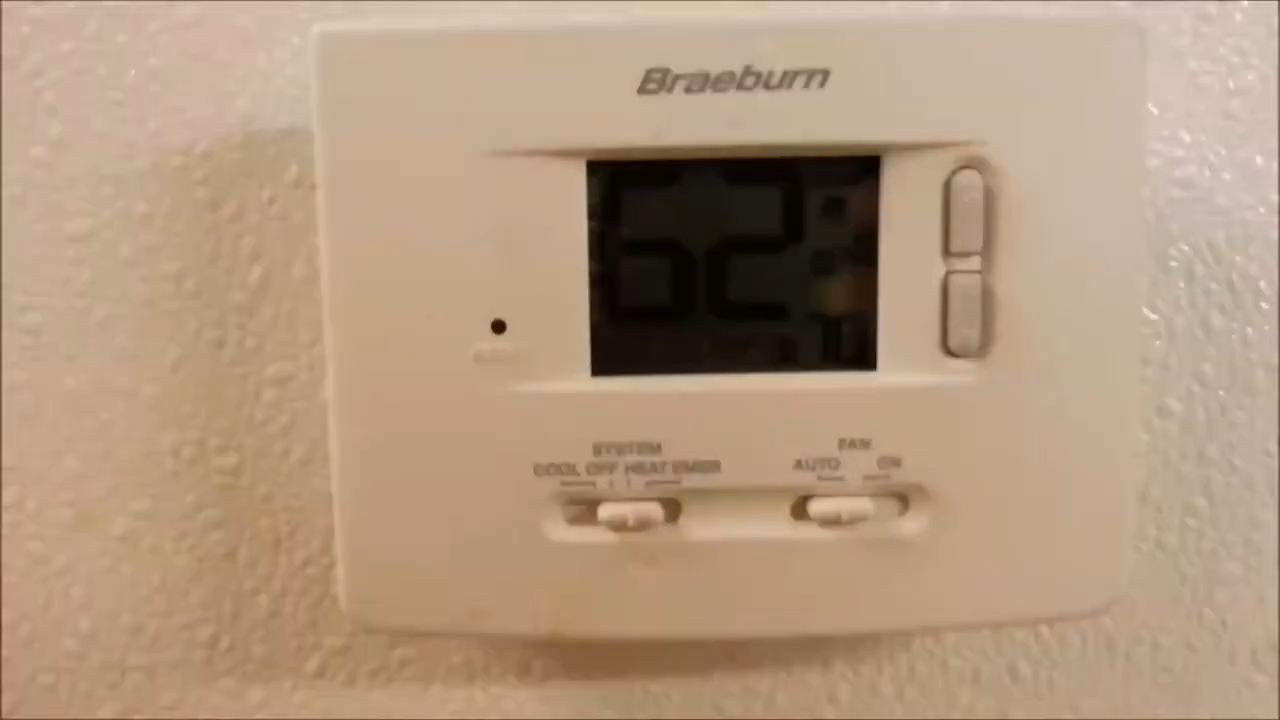 Braeburn
62
SYSTEM
COOL OFF HEAT EMER
FAN
AUTO ON